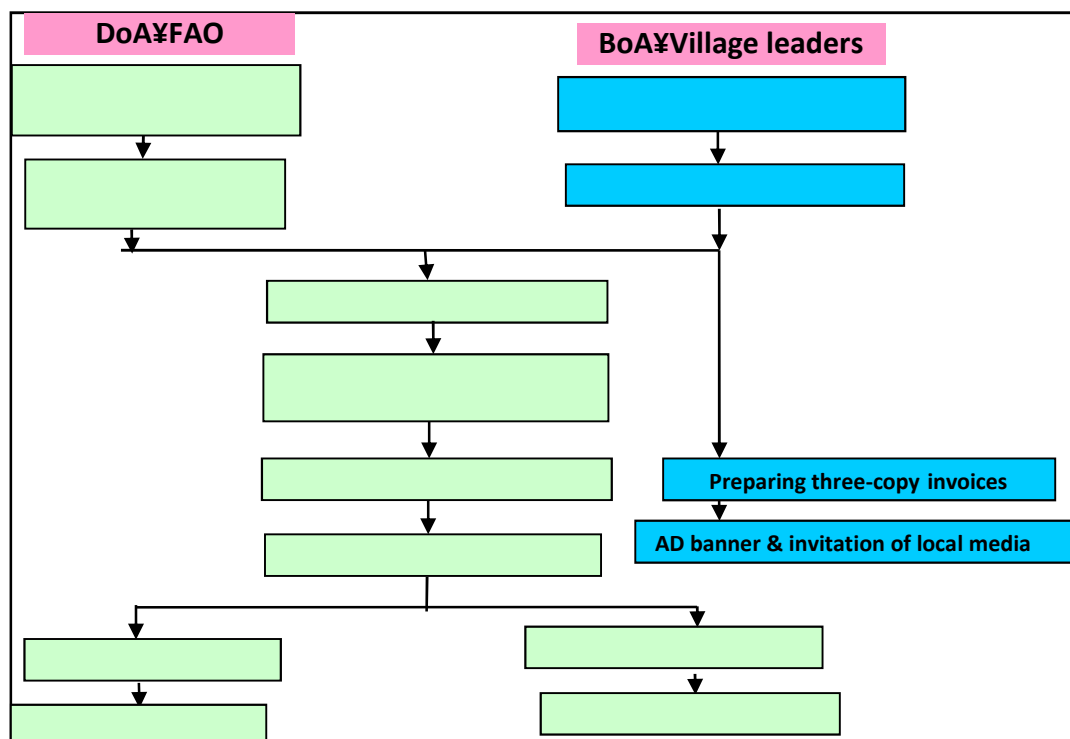 DoA¥FAO
BoA¥Village leaders
Preparing three-copy invoices
AD banner & invitation of local media